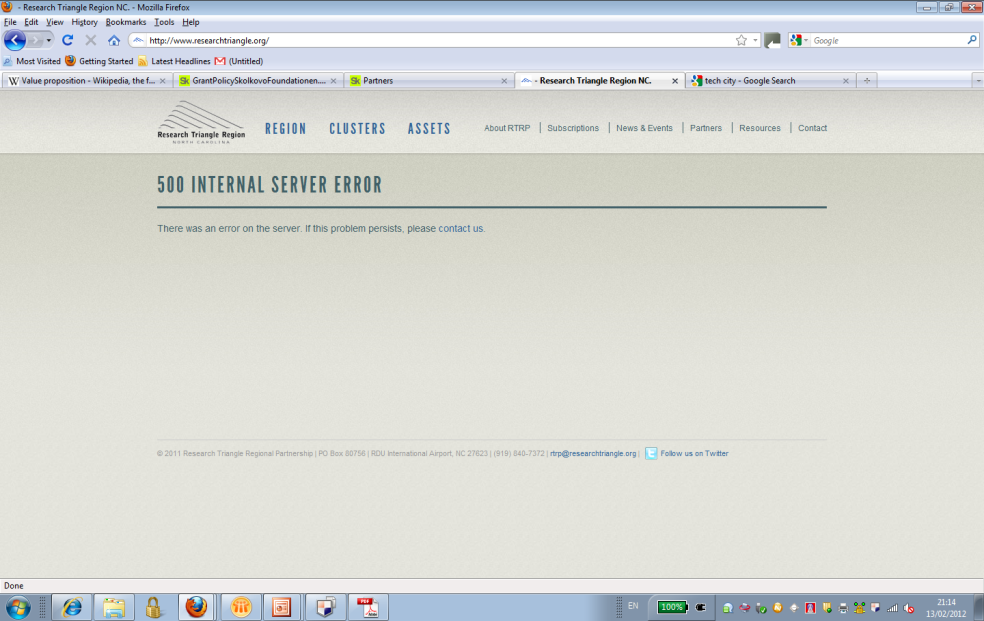 - Research Triangle Region NC. - Mozilla Firefox
File Edit View History Bookmarks Tools Help
http://www.researchtriangle.org/
Google
Most Visited Getting Started Latest Headlines (Untitled)
Value proposition - Wikipedia, the f... GrantPolicySkolkovoFoundationen.... Partners - Research Triangle Region NC. tech city - Google Search
Research Triangle Region
NORTH CAROLINA
REGION CLUSTERS ASSETS
About RTRP | Subscriptions | News & Events | Partners | Resources | Contact
500 INTERNAL SERVER ERROR
There was an error on the server. If this problem persists, please contact us.
© 2011 Research Triangle Regional Partnership | PO Box 80756 | RDU International Airport, NC 27623 | (919) 840-7372 | rtrp@researchtriangle.org | Follow us on Twitter
Done
EN
100%
21:14
13/02/2012